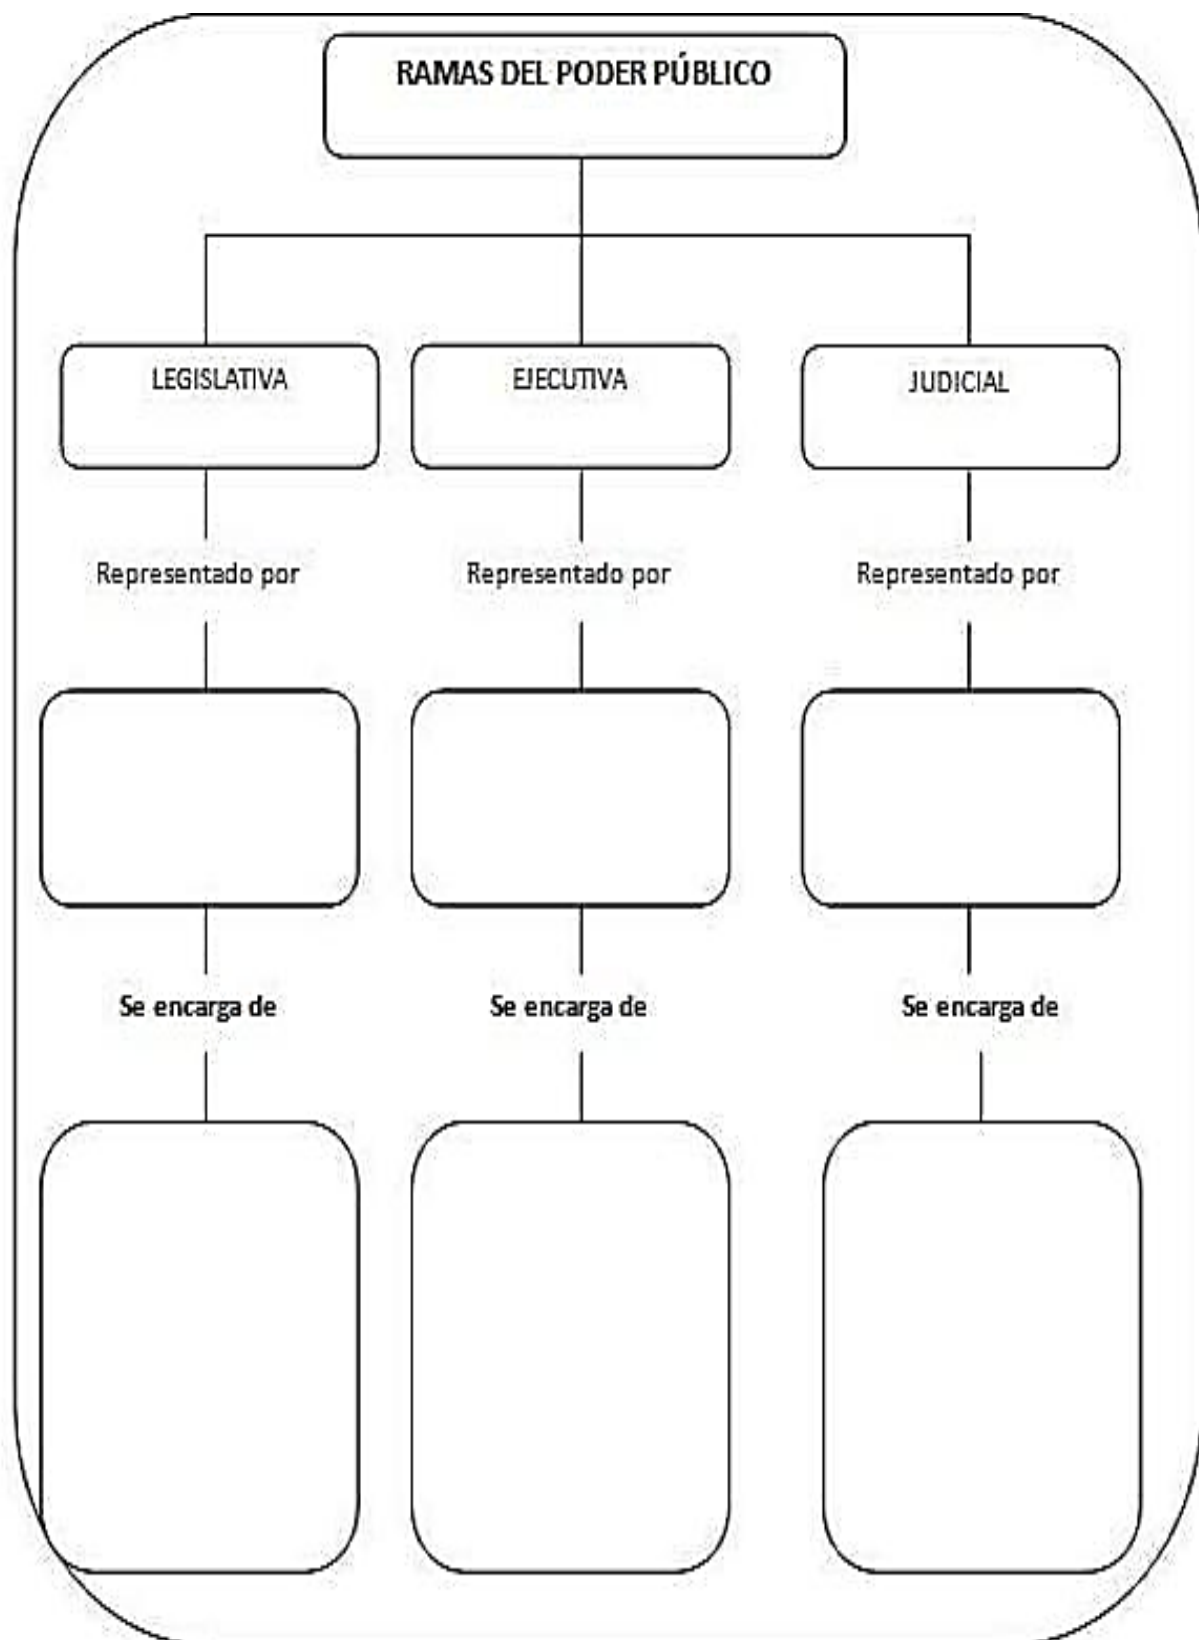 RAMAS DEL PODER PÚBLICO
LEGISLATIVA
EJECUTIVA
JUDICIAL
Representado por
Representado por
Representado por
Se encarga de
Se encarga de
Se encarga de